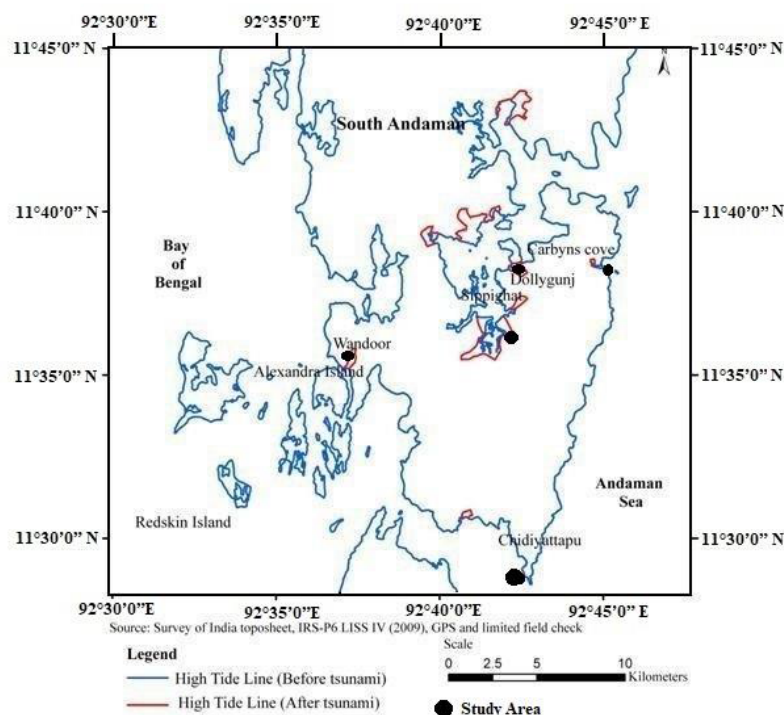 92°30'0” E 92°35'0” E 92°40'0” E 92°45'0” E
11°45'0” N 11°45'0” N
N
South Andaman
11°40'0” N 11°40'0” N
Bay
of
Bengal
Carbyns cove
Dollygunj
Sippighat
Wandoor
Alexandra Island
11°35'0” N 11°35'0” N
Andaman
Sea
Redskin Island
11°30'0” N 11°30'0” N
Chidiyattapu
92°30'0” E 92°35'0” E 92°40'0” E 92°45'0” E
Source: Survey of India toposheet, IRS-P6 LISS IV (2009), GPS and limited field check
Scale
0 2.5 5 10
Kilometers
Legend
High Tide Line (Before tsunami)
High Tide Line (After tsunami)
Study Area